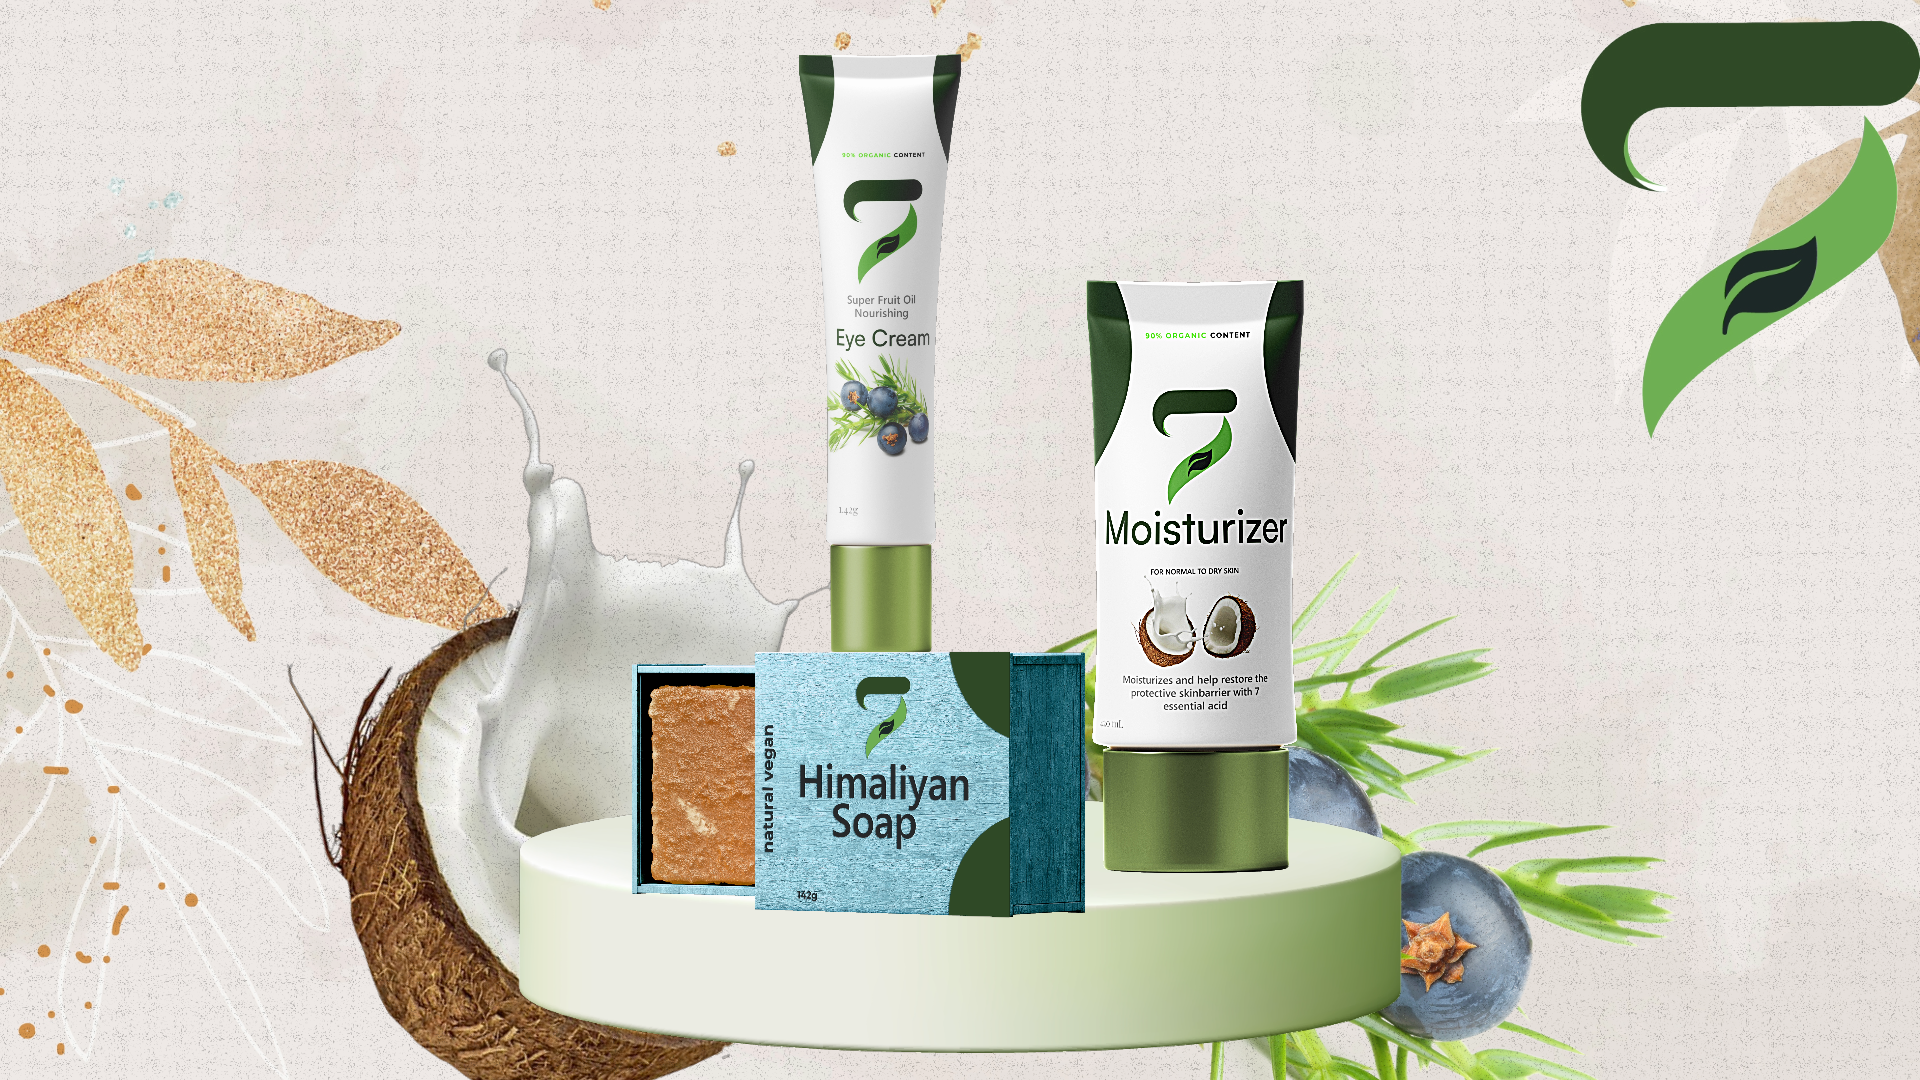 90% ORGANIC CONTENT
Super Fruit Oil
Nourishing
Eye Cream
142g
90% ORGANIC CONTENT
Moisturizer
FOR NORMAL TO DRY SKIN
Moisturizes and help restore the
protective skinbarrier with 7
essential acid
mL
natural vegan
Himaliyan
Soap
142g